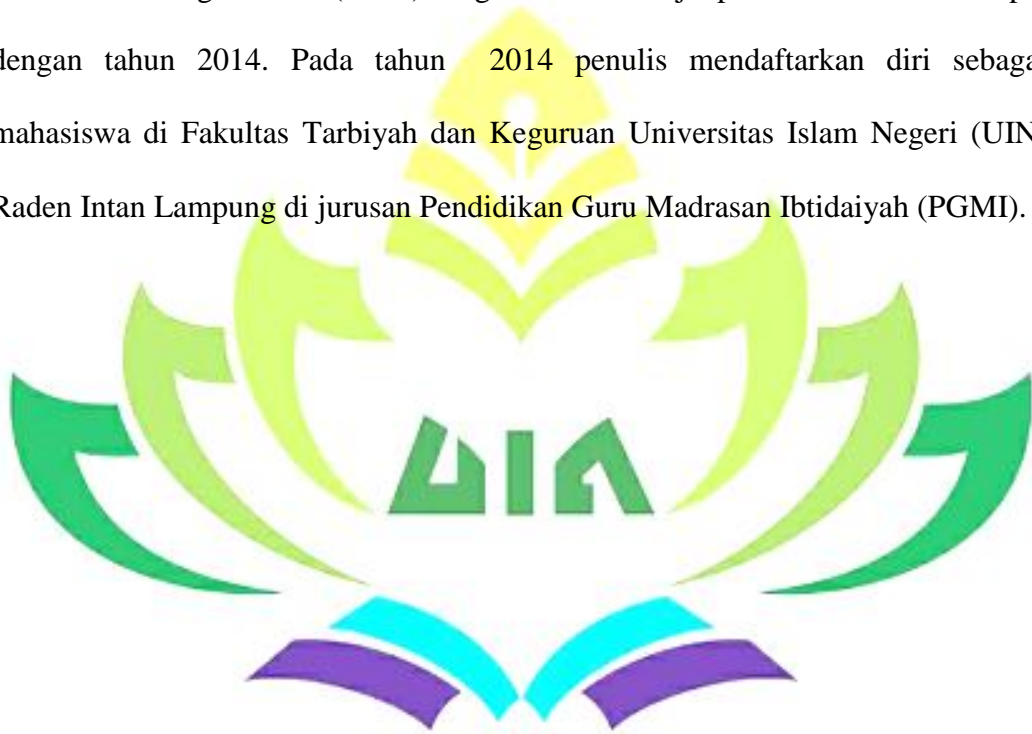 dengan tahun 2014. Pada tahun 2014 penulis mendaftarkan diri sebaga
mahasiswa di Fakultas Tarbiyah dan Keguruan Universitas Islam Negeri (UIN
Raden Intan Lampung di jurusan Pendidikan Guru Madrasan Ibtidaiyah (PGMI).
UIN